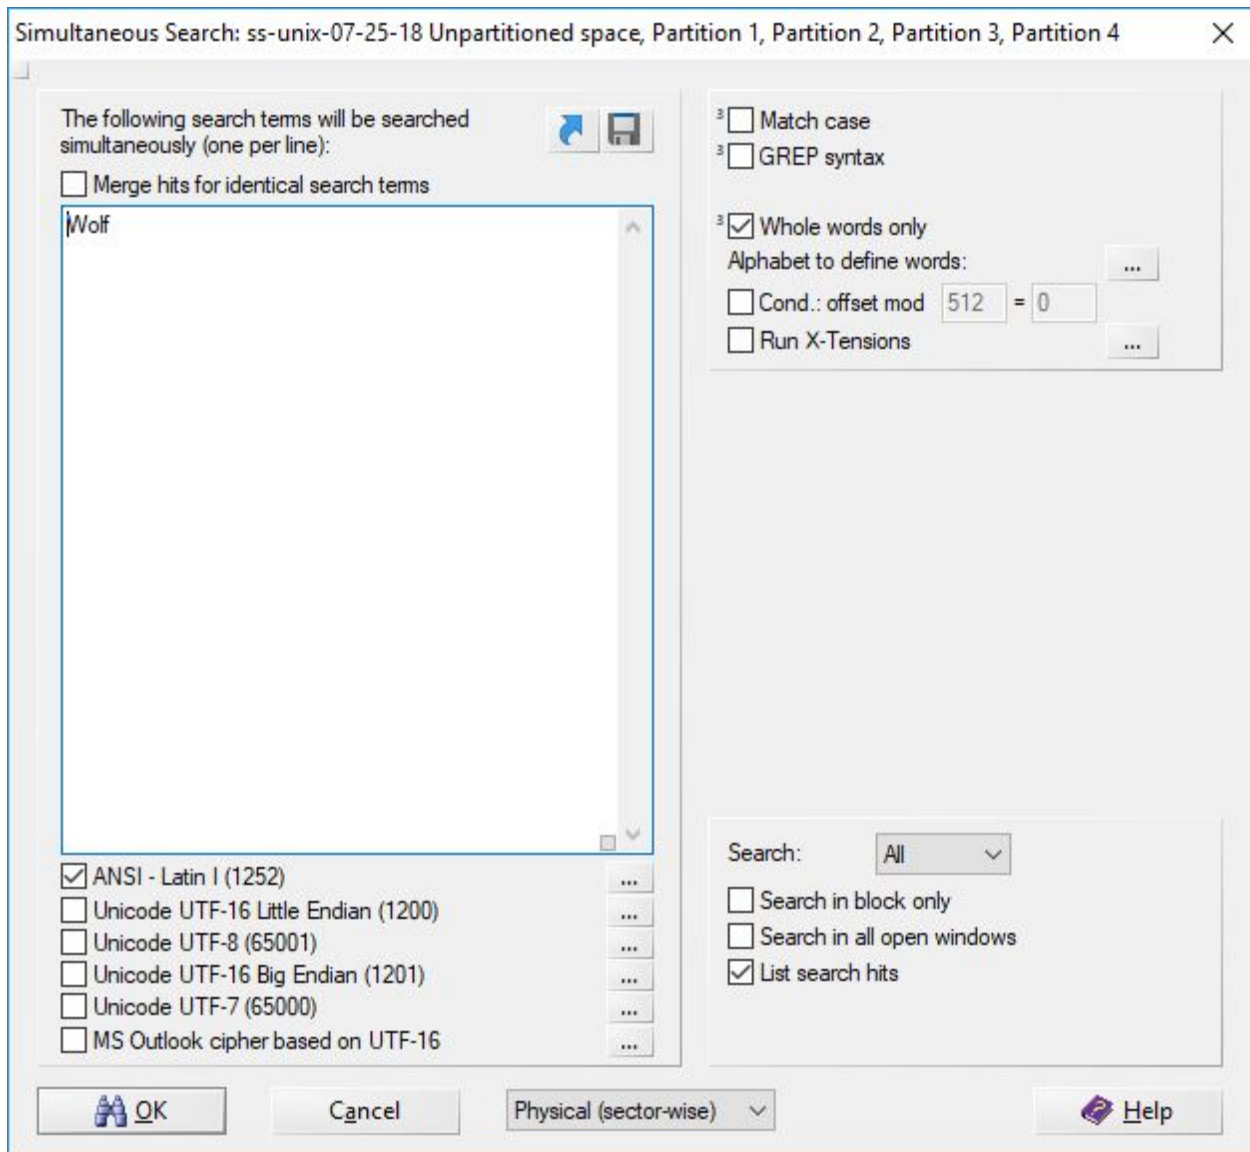 Simultaneous Search: ss-unix-07-25-18 Unpartitioned space, Partition 1, Partition 2, Partition 3, Partition 4
The following search terms will be searched
simultaneously (one per line):
Merge hits for identical search terms
Wolf
ANSI - Latin I (1252)
...
Unicode UTF-16 Little Endian (1200)
...
Unicode UTF-8 (65001)
...
Unicode UTF-16 Big Endian (1201)
...
Unicode UTF-7 (65000)
...
MS Outlook cipher based on UTF-16
...
3 Match case
3 GREP syntax
3 Whole words only
Alphabet to define words: ...
Cond.: offset mod 512 = 0
Run X-Tensions ...
Search: All
Search in block only
Search in all open windows
List search hits
OK Cancel Physical (sector-wise) Help